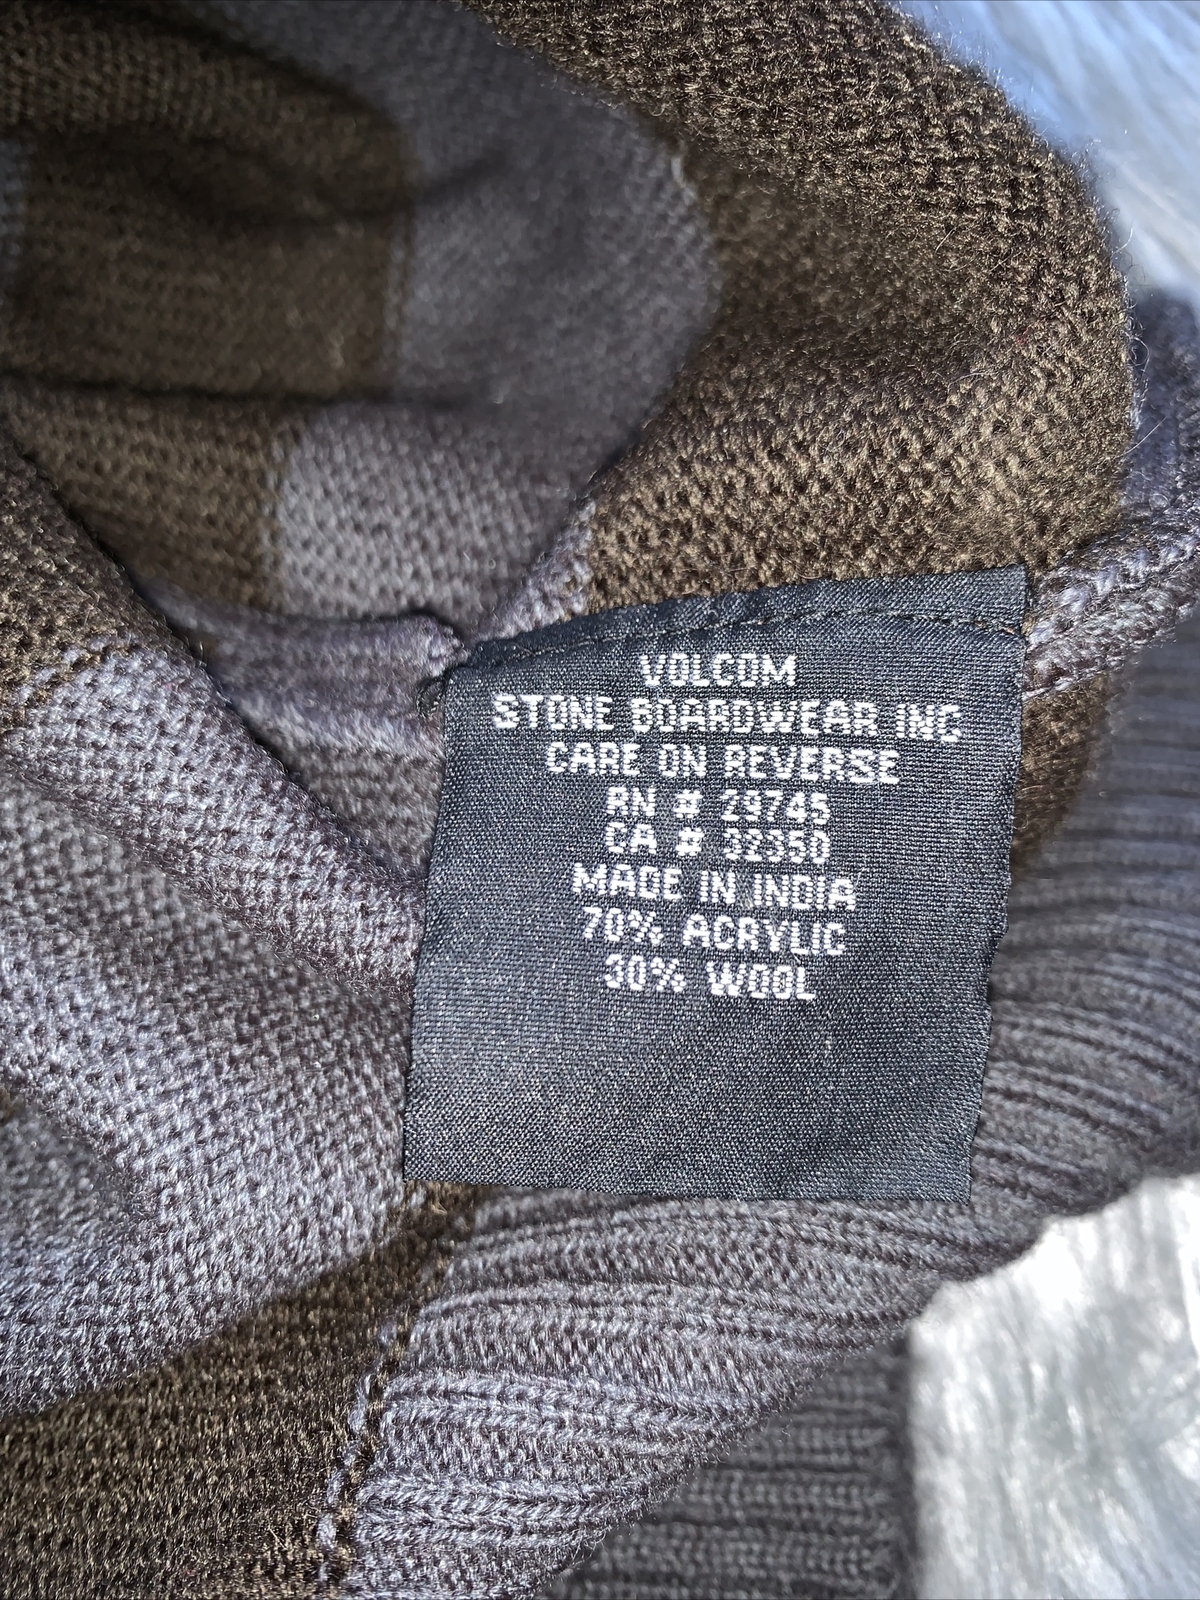 VOLCOM
STONE BOARDWEAR INC
CARE ON REVERSE
RN # 29745
CA # 32350
MADE IN INDIA
70% ACRYLIC
30% WOOL